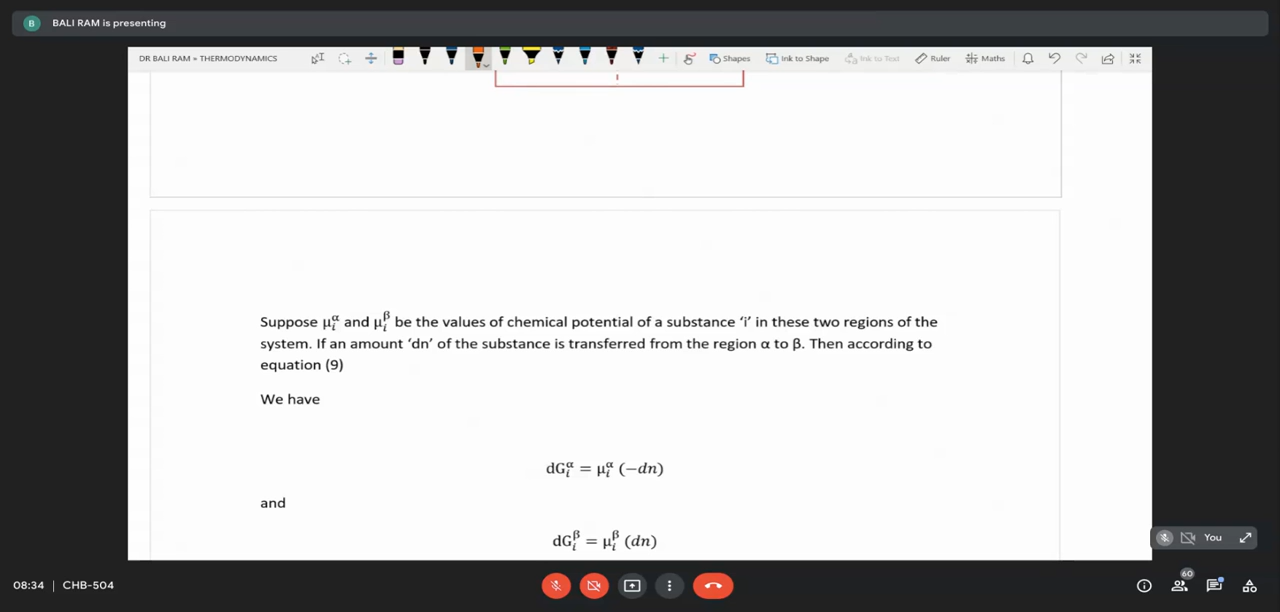 B BALI RAM is presenting
DR BALI RAM » THERMODYNAMICS Shapes Ink to Shape Ink to Text Ruler Maths
Suppose μᵢᵅ and μᵢᵝ be the values of chemical potential of a substance ‘i’ in these two regions of the
system. If an amount ‘dn’ of the substance is transferred from the region α to β. Then according to
equation (9)
We have
dGᵢᵅ = μᵢᵅ (−dn)
and
dGᵢᵝ = μᵢᵝ (dn)
You
08:34 | CHB-504
60